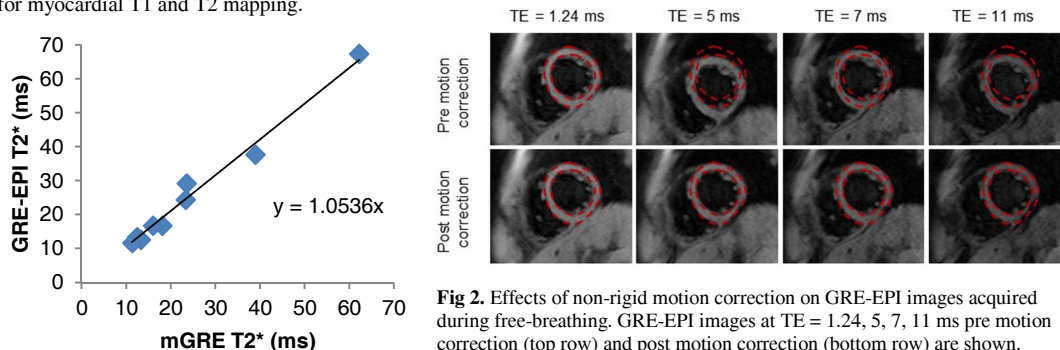 for myocardial T1 and T2 mapping.
GRE-EPI T2* (ms)
70
60
50
40
30
20
10
0
y = 1.0536x
0 10 20 30 40 50 60 70
mGRE T2* (ms)
TE = 1.24 ms TE = 5 ms TE = 7 ms TE = 11 ms
Pre motion
correction
Post motion
correction
Fig 2. Effects of non-rigid motion correction on GRE-EPI images acquired
during free-breathing. GRE-EPI images at TE = 1.24, 5, 7, 11 ms pre motion
correction (top row) and post motion correction (bottom row) are shown.